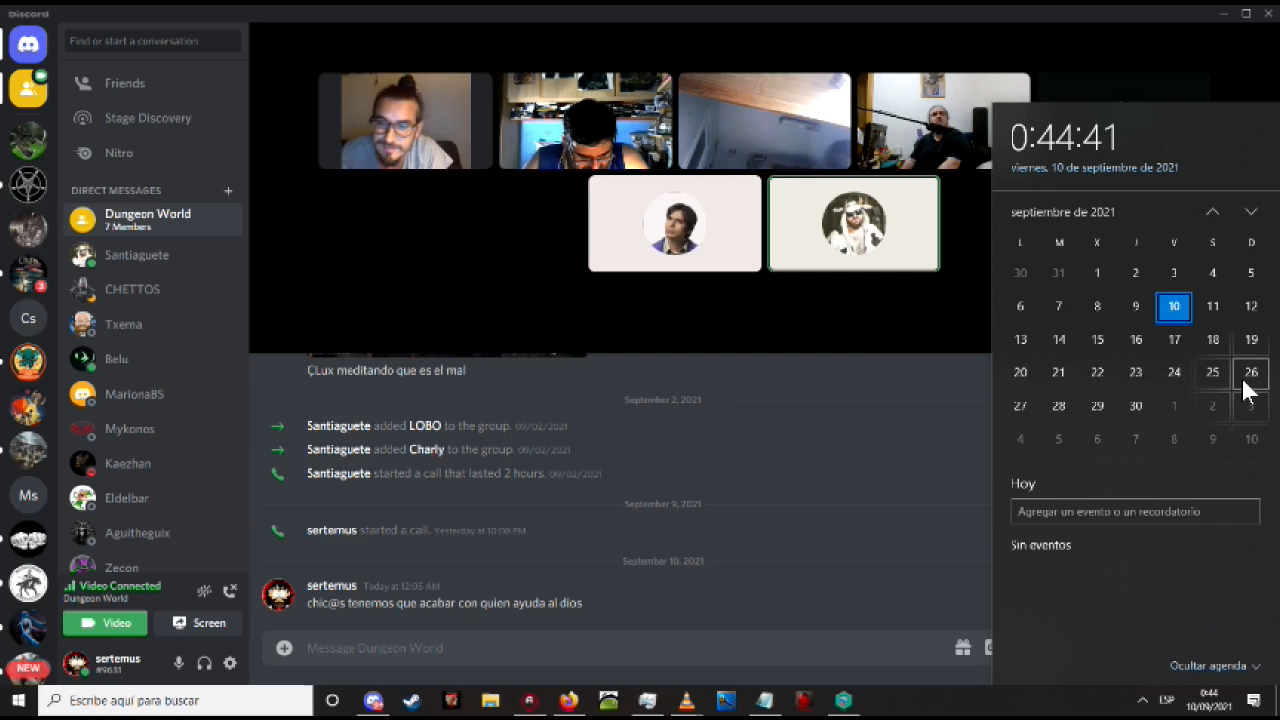 Discord
Find or start a conversation
Friends
Stage Discovery
Nitro
DIRECT MESSAGES +
Dungeon World
7 Members
Santiaguete
CHETTOS
Txema
Belu
MarionaBS
Mykonos
Kaezhan
Eldelbar
Aguitheguix
Zecon
3
Cs
Ms
NEW
Video Connected
Dungeon World
Video
Screen
sertemus
#9631
ÇLux meditando que es el mal
September 2, 2021
Santiaguete added LOBO to the group. 09/02/2021
Santiaguete added Charly to the group. 09/02/2021
Santiaguete started a call that lasted 2 hours. 09/02/2021
September 9, 2021
sertemus started a call. Yesterday at 10:08 PM
September 10, 2021
sertemus Today at 12:05 AM
chic@s tenemos que acabar con quien ayuda al dios
Message Dungeon World
0:44:41
viernes, 10 de septiembre de 2021
septiembre de 2021
L M X J V S D
30 31 1 2 3 4 5
6 7 8 9 10 11 12
13 14 15 16 17 18 19
20 21 22 23 24 25 26
27 28 29 30 1 2 3
4 5 6 7 8 9 10
Hoy
Agregar un evento o un recordatorio
Sin eventos
Ocultar agenda
Escribe aquí para buscar
ESP
0:44
10/09/2021